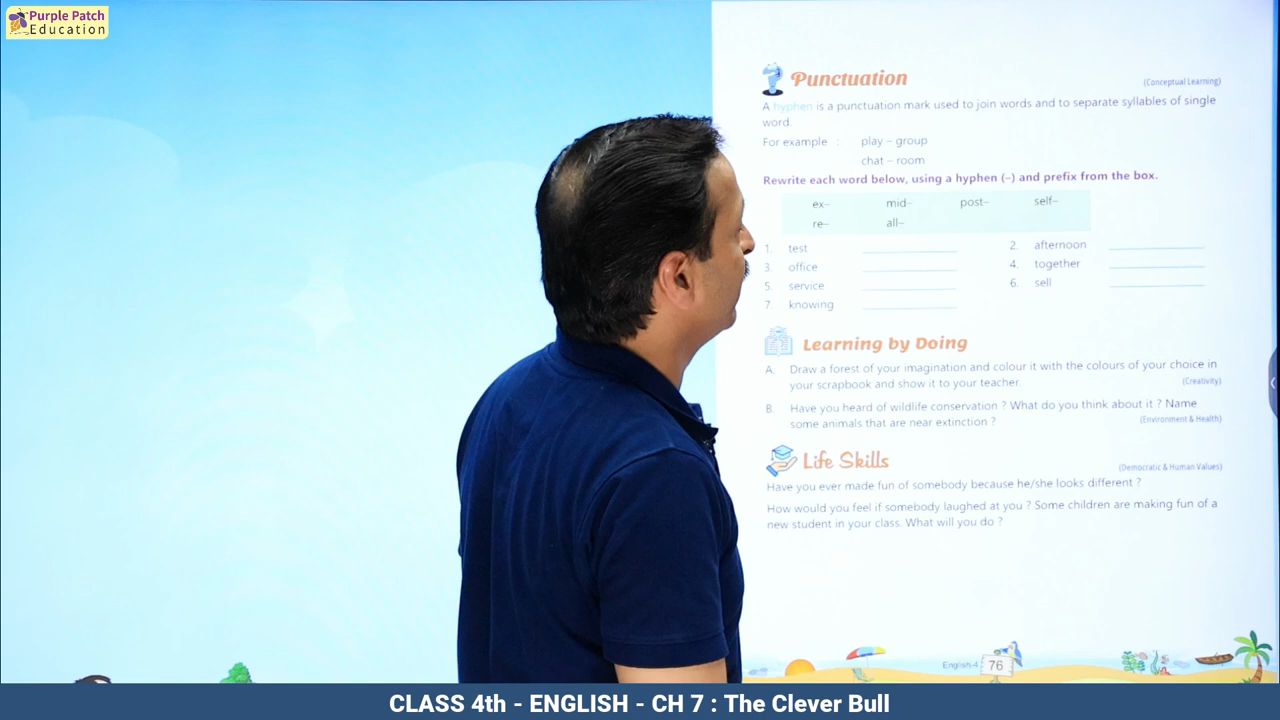 Purple Patch
Education
Punctuation
(Conceptual Learning)
A hyphen is a punctuation mark used to join words and to separate syllables of single
word.
For example : play – group
chat – room
Rewrite each word below, using a hyphen (–) and prefix from the box.
ex– mid– post– self–
re– all–
1. test 2. afternoon
3. office 4. together
5. service 6. sell
7. knowing
Learning by Doing
A. Draw a forest of your imagination and colour it with the colours of your choice in
your scrapbook and show it to your teacher. (Creativity)
B. Have you heard of wildlife conservation ? What do you think about it ? Name
some animals that are near extinction ? (Environment & Health)
Life Skills
(Democratic & Human Values)
Have you ever made fun of somebody because he/she looks different ?
How would you feel if somebody laughed at you ? Some children are making fun of a
new student in your class. What will you do ?
English-4 76
CLASS 4th - ENGLISH - CH 7 : The Clever Bull